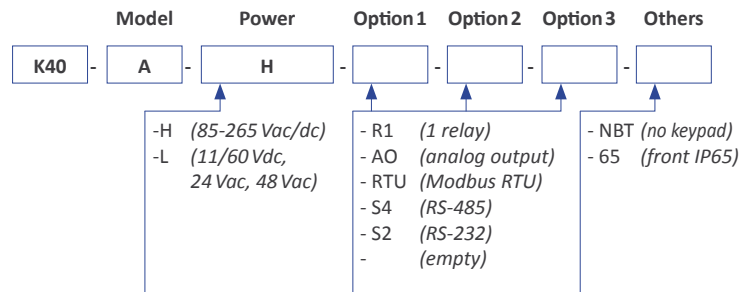 Model Power Option 1 Option 2 Option 3 Others
K40 - A - H - - - -
-H (85-265 Vac/dc)
-L (11/60 Vdc,
24 Vac, 48 Vac)
- R1 (1 relay)
- AO (analog output)
- RTU (Modbus RTU)
- S4 (RS-485)
- S2 (RS-232)
- (empty)
- NBT (no keypad)
- 65 (front IP65)